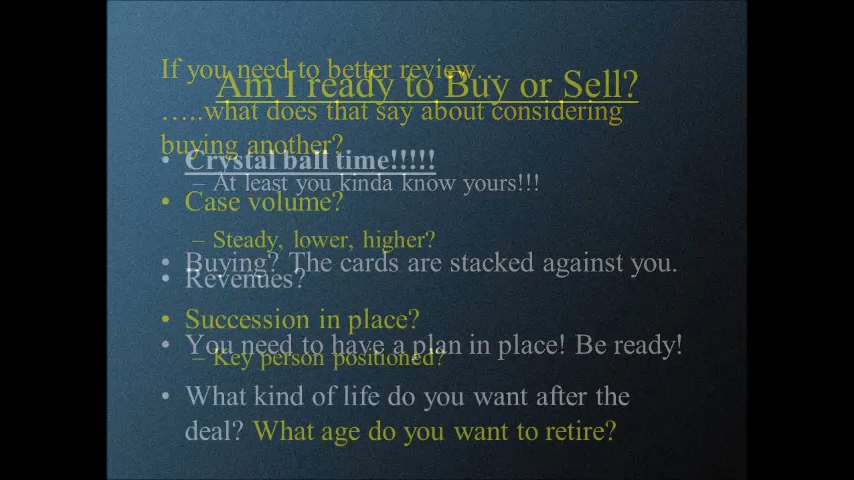 If you need to better review…
Am I ready to Buy or Sell?
…..what does that say about considering
buying another?
• Crystal ball time!!!!!
– At least you kinda know yours!!!
• Case volume?
– Steady, lower, higher?
• Buying? The cards are stacked against you.
• Revenues?
• Succession in place?
• You need to have a plan in place! Be ready!
– Key person positioned?
• What kind of life do you want after the
deal? What age do you want to retire?